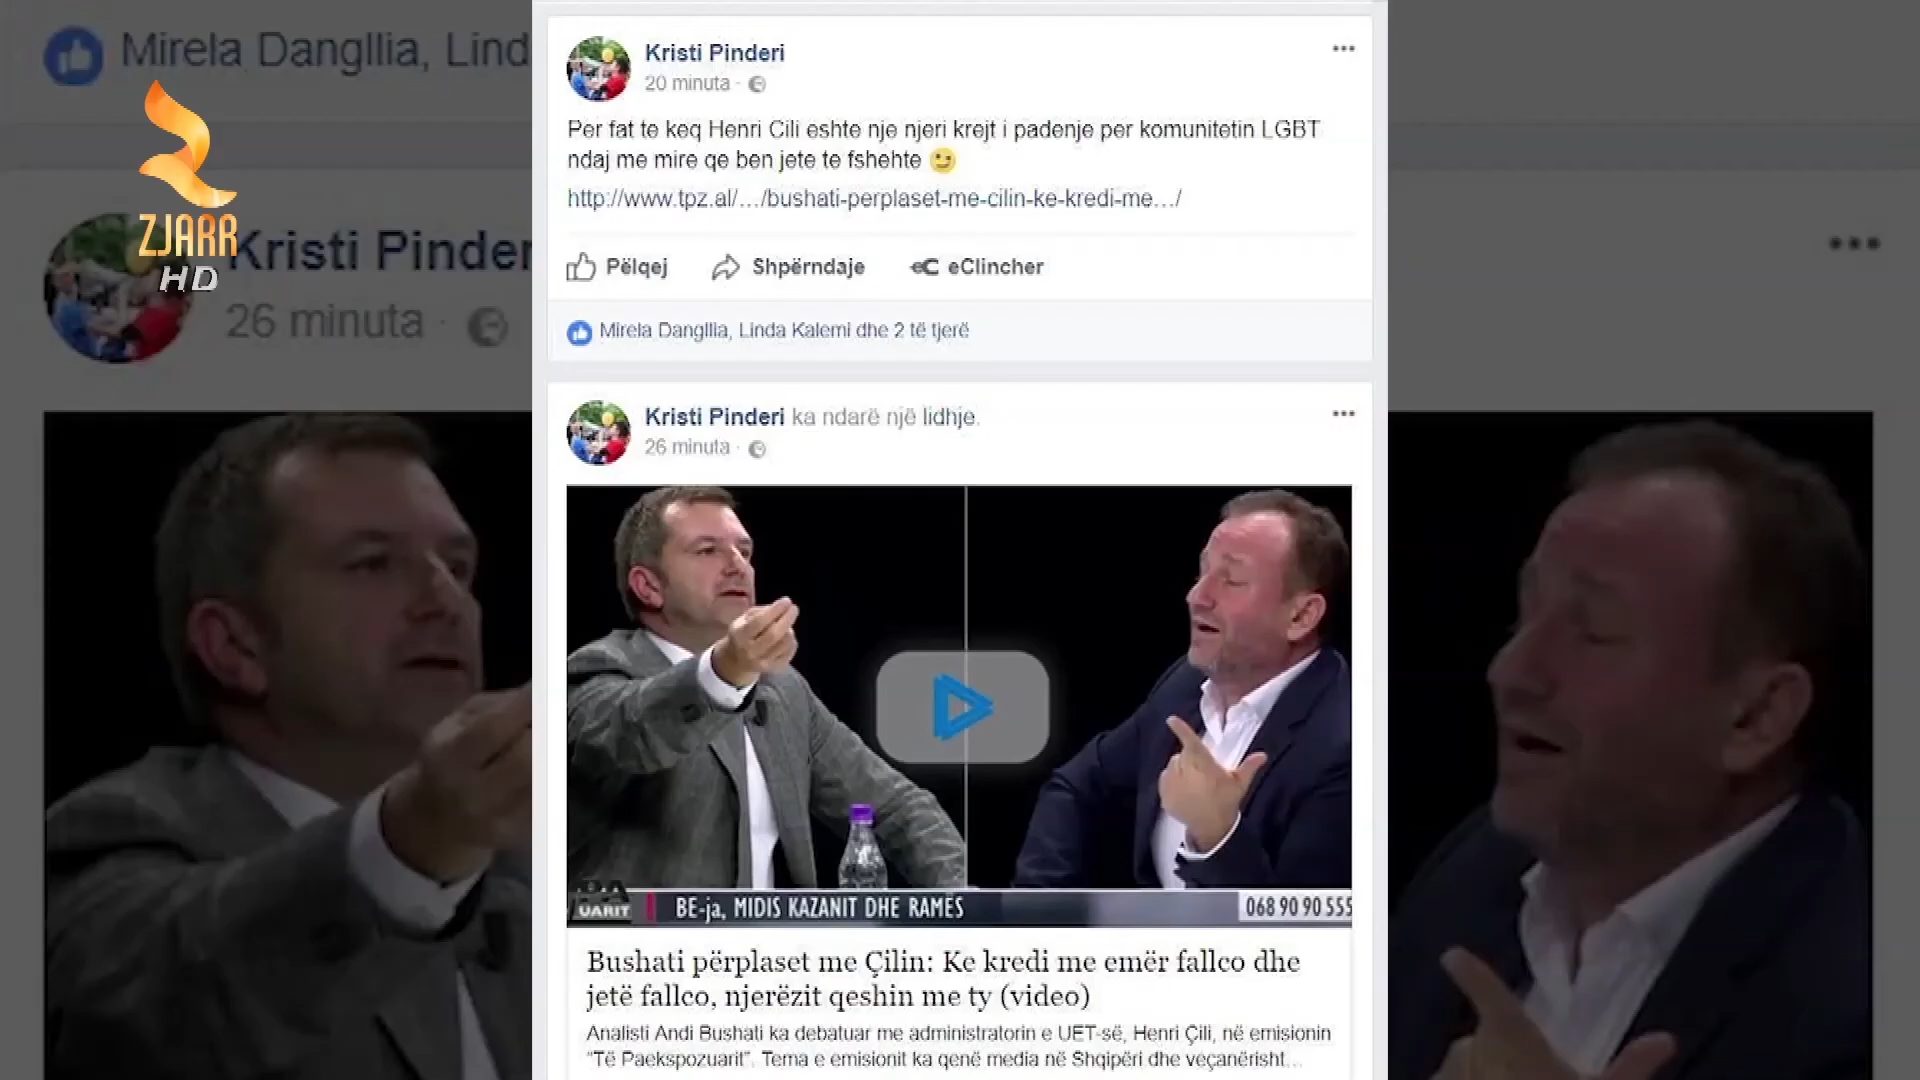 Mirela Dangllia, Lind
ZJARR
HD
Kristi Pinderi
26 minuta ·
Kristi Pinderi
20 minuta ·
Per fat te keq Henri Cili eshte nje njeri krejt i padenje per komunitetin LGBT
ndaj me mire qe ben jete te fshehte 😉
http://www.tpz.al/…/bushati-perplaset-me-cilin-ke-kredi-me…/
Pëlqej
Shpërndaje
eC eClincher
Mirela Dangllia, Linda Kalemi dhe 2 të tjerë
Kristi Pinderi ka ndarë një lidhje.
26 minuta ·
UARIT
BE-ja, MIDIS KAZANIT DHE RAMËS
068 90 90 555
Bushati përplaset me Çilin: Ke kredi me emër fallco dhe
jetë fallco, njerëzit qeshin me ty (video)
Analisti Andi Bushati ka debatuar me administratorin e UET-së, Henri Çili, në emisionin
“Të Paekspozuarit”. Tema e emisionit ka qenë media në Shqipëri dhe veçanërisht...